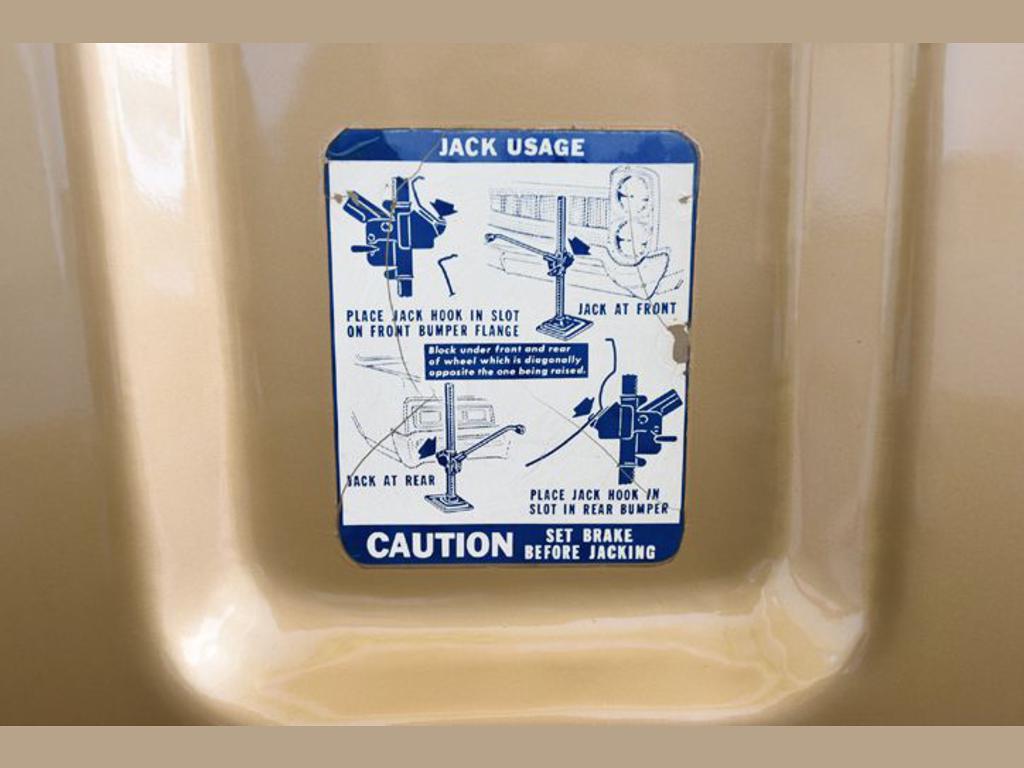 JACK USAGE
PLACE JACK HOOK IN SLOT
ON FRONT BUMPER FLANGE
JACK AT FRONT
Block under front and rear
of wheel which is diagonally
opposite the one being raised.
JACK AT REAR
PLACE JACK HOOK IN
SLOT IN REAR BUMPER
CAUTION SET BRAKE
BEFORE JACKING